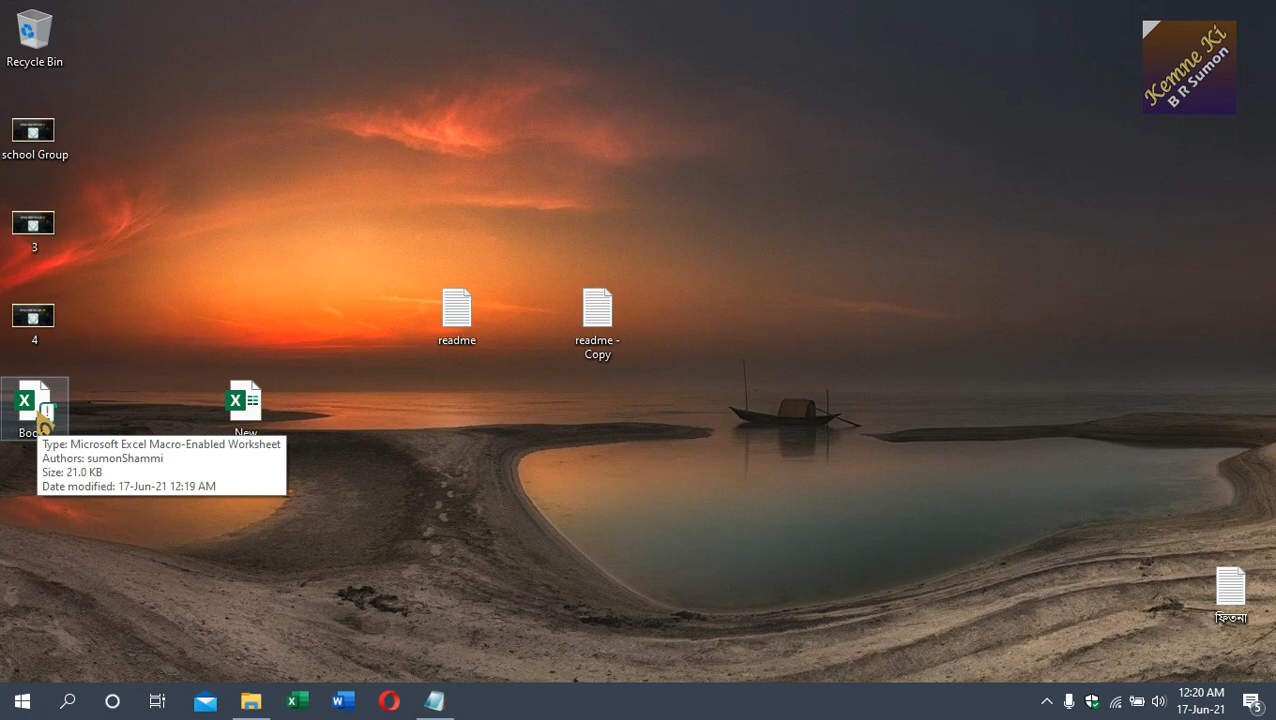 Recycle Bin
school Group
3
4
New
Type: Microsoft Excel Macro-Enabled Worksheet
Authors: sumonShammi
Size: 21.0 KB
Date modified: 17-Jun-21 12:19 AM
readme
readme -
Copy
Kemne Ki
B R Sumon
ফিতনা
12:20 AM
17-Jun-21
5